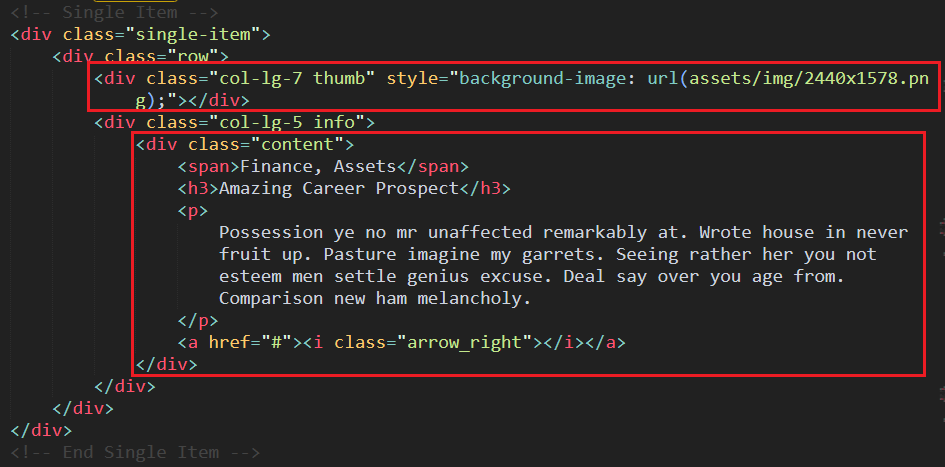 <!-- Single Item -->
<div class="single-item">
<div class="row">
<div class="col-lg-7 thumb" style="background-image: url(assets/img/2440x1578.pn
g);"></div>
<div class="col-lg-5 info">
<div class="content">
<span>Finance, Assets</span>
<h3>Amazing Career Prospect</h3>
<p>
Possession ye no mr unaffected remarkably at. Wrote house in never
fruit up. Pasture imagine my garrets. Seeing rather her you not
esteem men settle genius excuse. Deal say over you age from.
Comparison new ham melancholy.
</p>
<a href="#"><i class="arrow_right"></i></a>
</div>
</div>
</div>
</div>
<!-- End Single Item -->